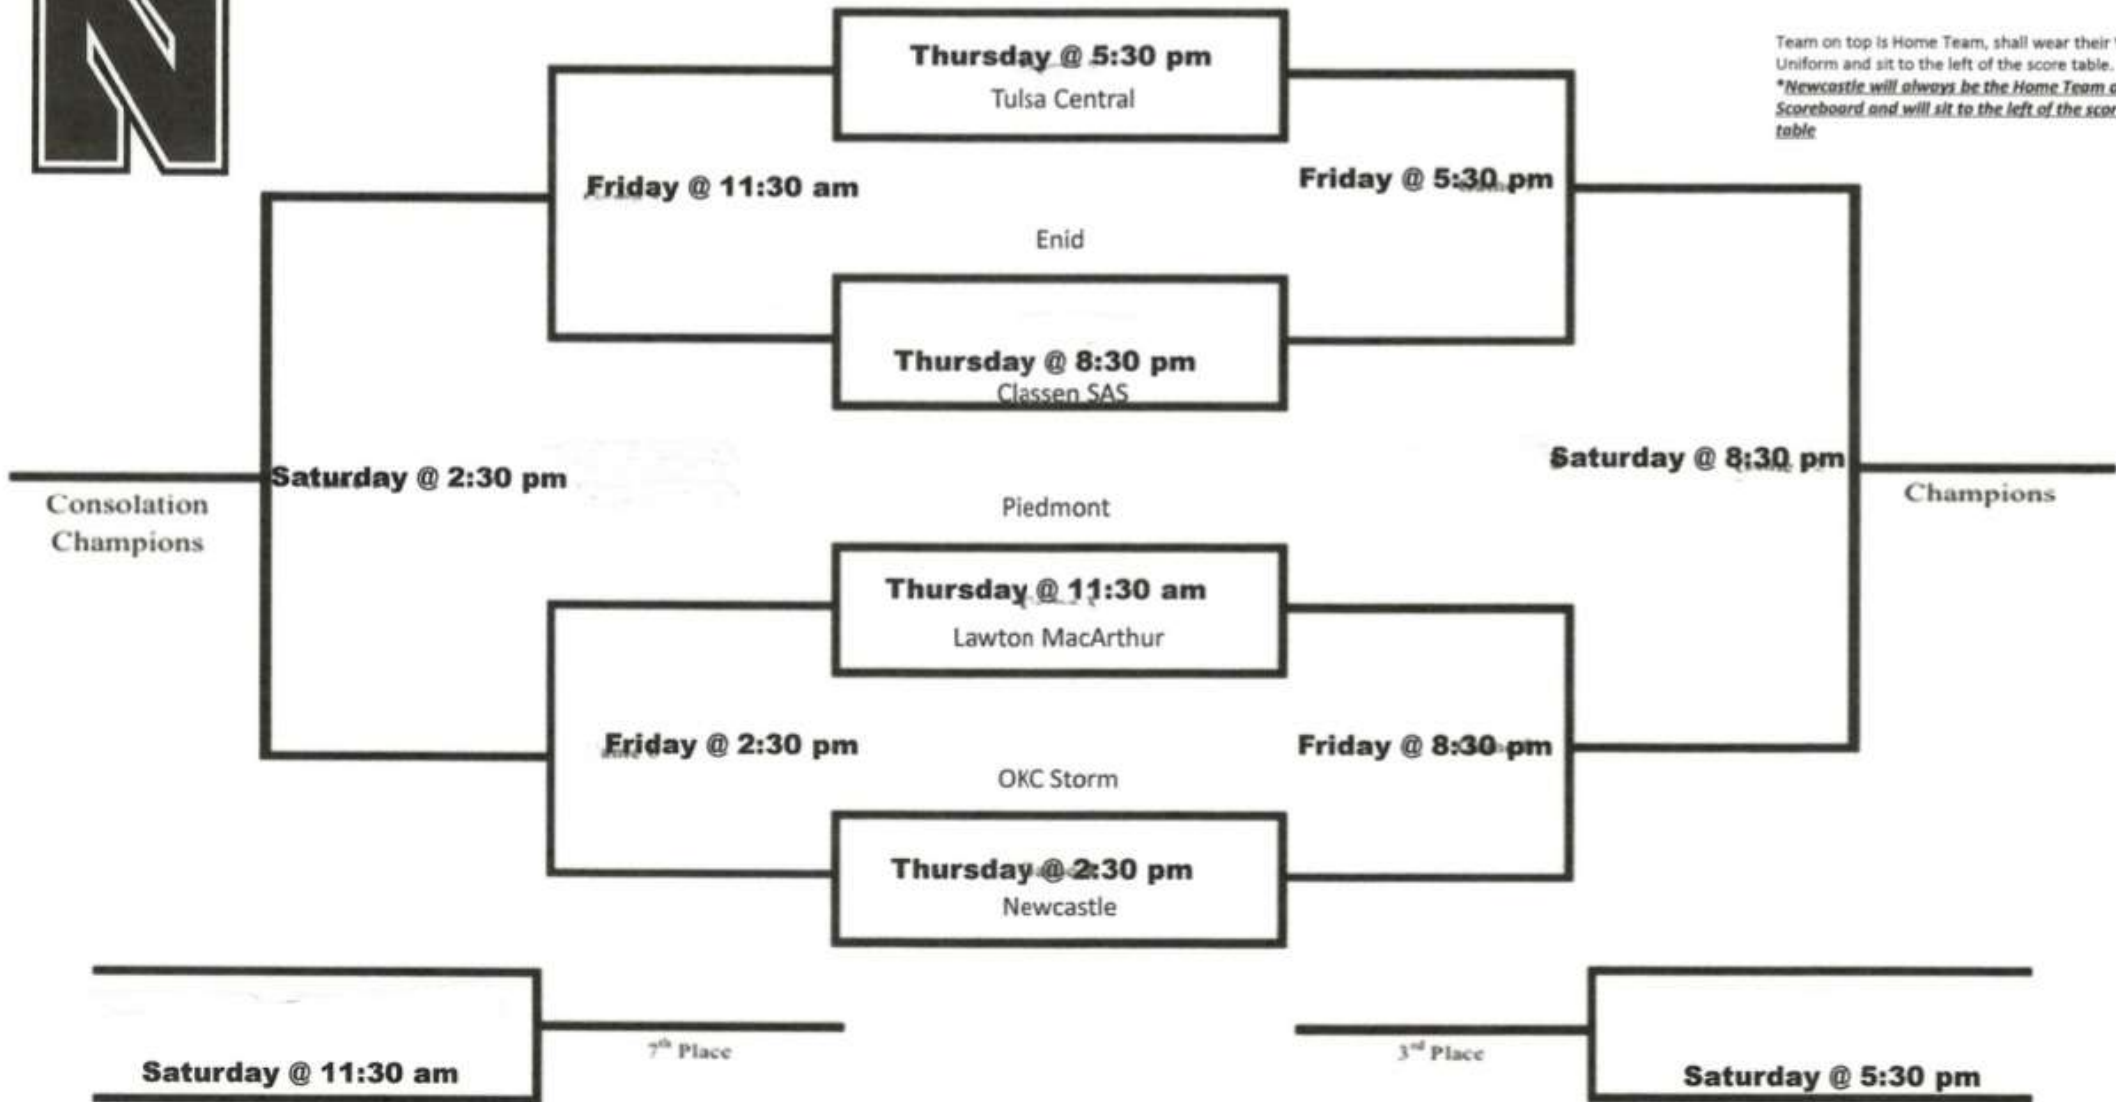 N
Thursday @ 5:30 pm
Tulsa Central
Team on top Is Home Team, shall wear their
Uniform and sit to the left of the score table.
*Newcastle will always be the Home Team
Scoreboard and will sit to the left of the
table
Friday @ 11:30 am
Friday @ 5:30 pm
Enid
Thursday @ 8:30 pm
Classen SAS
Saturday @ 2:30 pm
Saturday @ 8:30 pm
Consolation
Champions
Champions
Piedmont
Thursday @ 11:30 am
Lawton MacArthur
Friday @ 2:30 pm
Friday @ 8:30 pm
OKC Storm
Thursday @ 2:30 pm
Newcastle
7th Place
3rd Place
Saturday @ 11:30 am
Saturday @ 5:30 pm